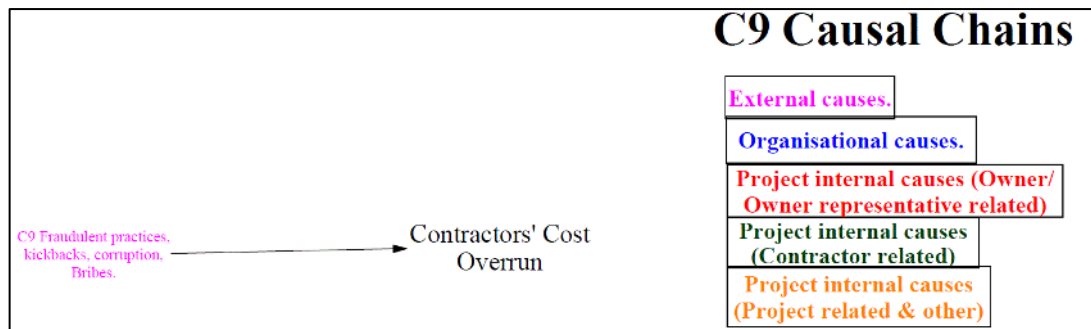 C9 Causal Chains
External causes.
Organisational causes.
Project internal causes (Owner/
Owner representative related)
Project internal causes
(Contractor related)
Project internal causes
(Project related & other)
C9 Fraudulent practices,
kickbacks, corruption,
Bribes.
Contractors' Cost
Overrun